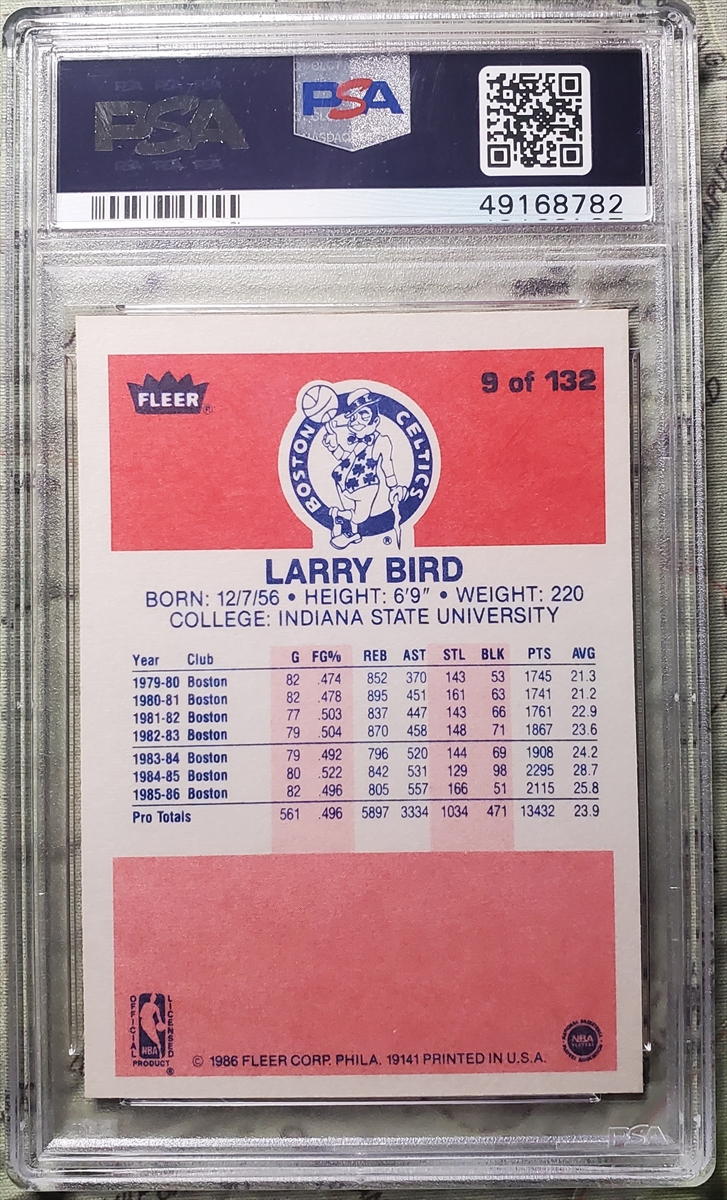 PSA
PSA
49168782
FLEER®
9 of 132
BOSTON CELTICS ®
LARRY BIRD
BORN: 12/7/56 • HEIGHT: 6'9" • WEIGHT: 220
COLLEGE: INDIANA STATE UNIVERSITY
Year Club G FG% REB AST STL BLK PTS AVG
1979-80 Boston 82 .474 852 370 143 53 1745 21.3
1980-81 Boston 82 .478 895 451 161 63 1741 21.2
1981-82 Boston 77 .503 837 447 143 66 1761 22.9
1982-83 Boston 79 .504 870 458 148 71 1867 23.6
1983-84 Boston 79 .492 796 520 144 69 1908 24.2
1984-85 Boston 80 .522 842 531 129 98 2295 28.7
1985-86 Boston 82 .496 805 557 166 51 2115 25.8
Pro Totals 561 .496 5897 3334 1034 471 13432 23.9
OFFICIAL LICENSED
NBA
PRODUCT ®
NBA
PLAYERS
© 1986 FLEER CORP. PHILA. 19141 PRINTED IN U.S.A.
PSA